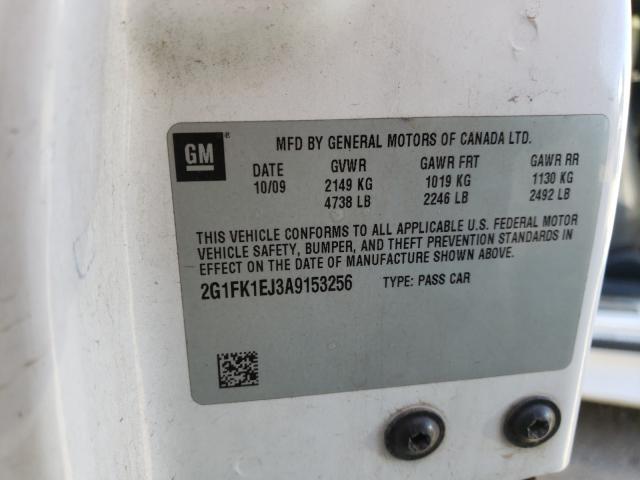 GM
MFD BY GENERAL MOTORS OF CANADA LTD.
DATE GVWR GAWR FRT GAWR RR
10/09 2149 KG 1019 KG 1130 KG
4738 LB 2246 LB 2492 LB
THIS VEHICLE CONFORMS TO ALL APPLICABLE U.S. FEDERAL MOTOR
VEHICLE SAFETY, BUMPER, AND THEFT PREVENTION STANDARDS IN
EFFECT ON THE DATE OF MANUFACTURE SHOWN ABOVE.
2G1FK1EJ3A9153256 TYPE: PASS CAR